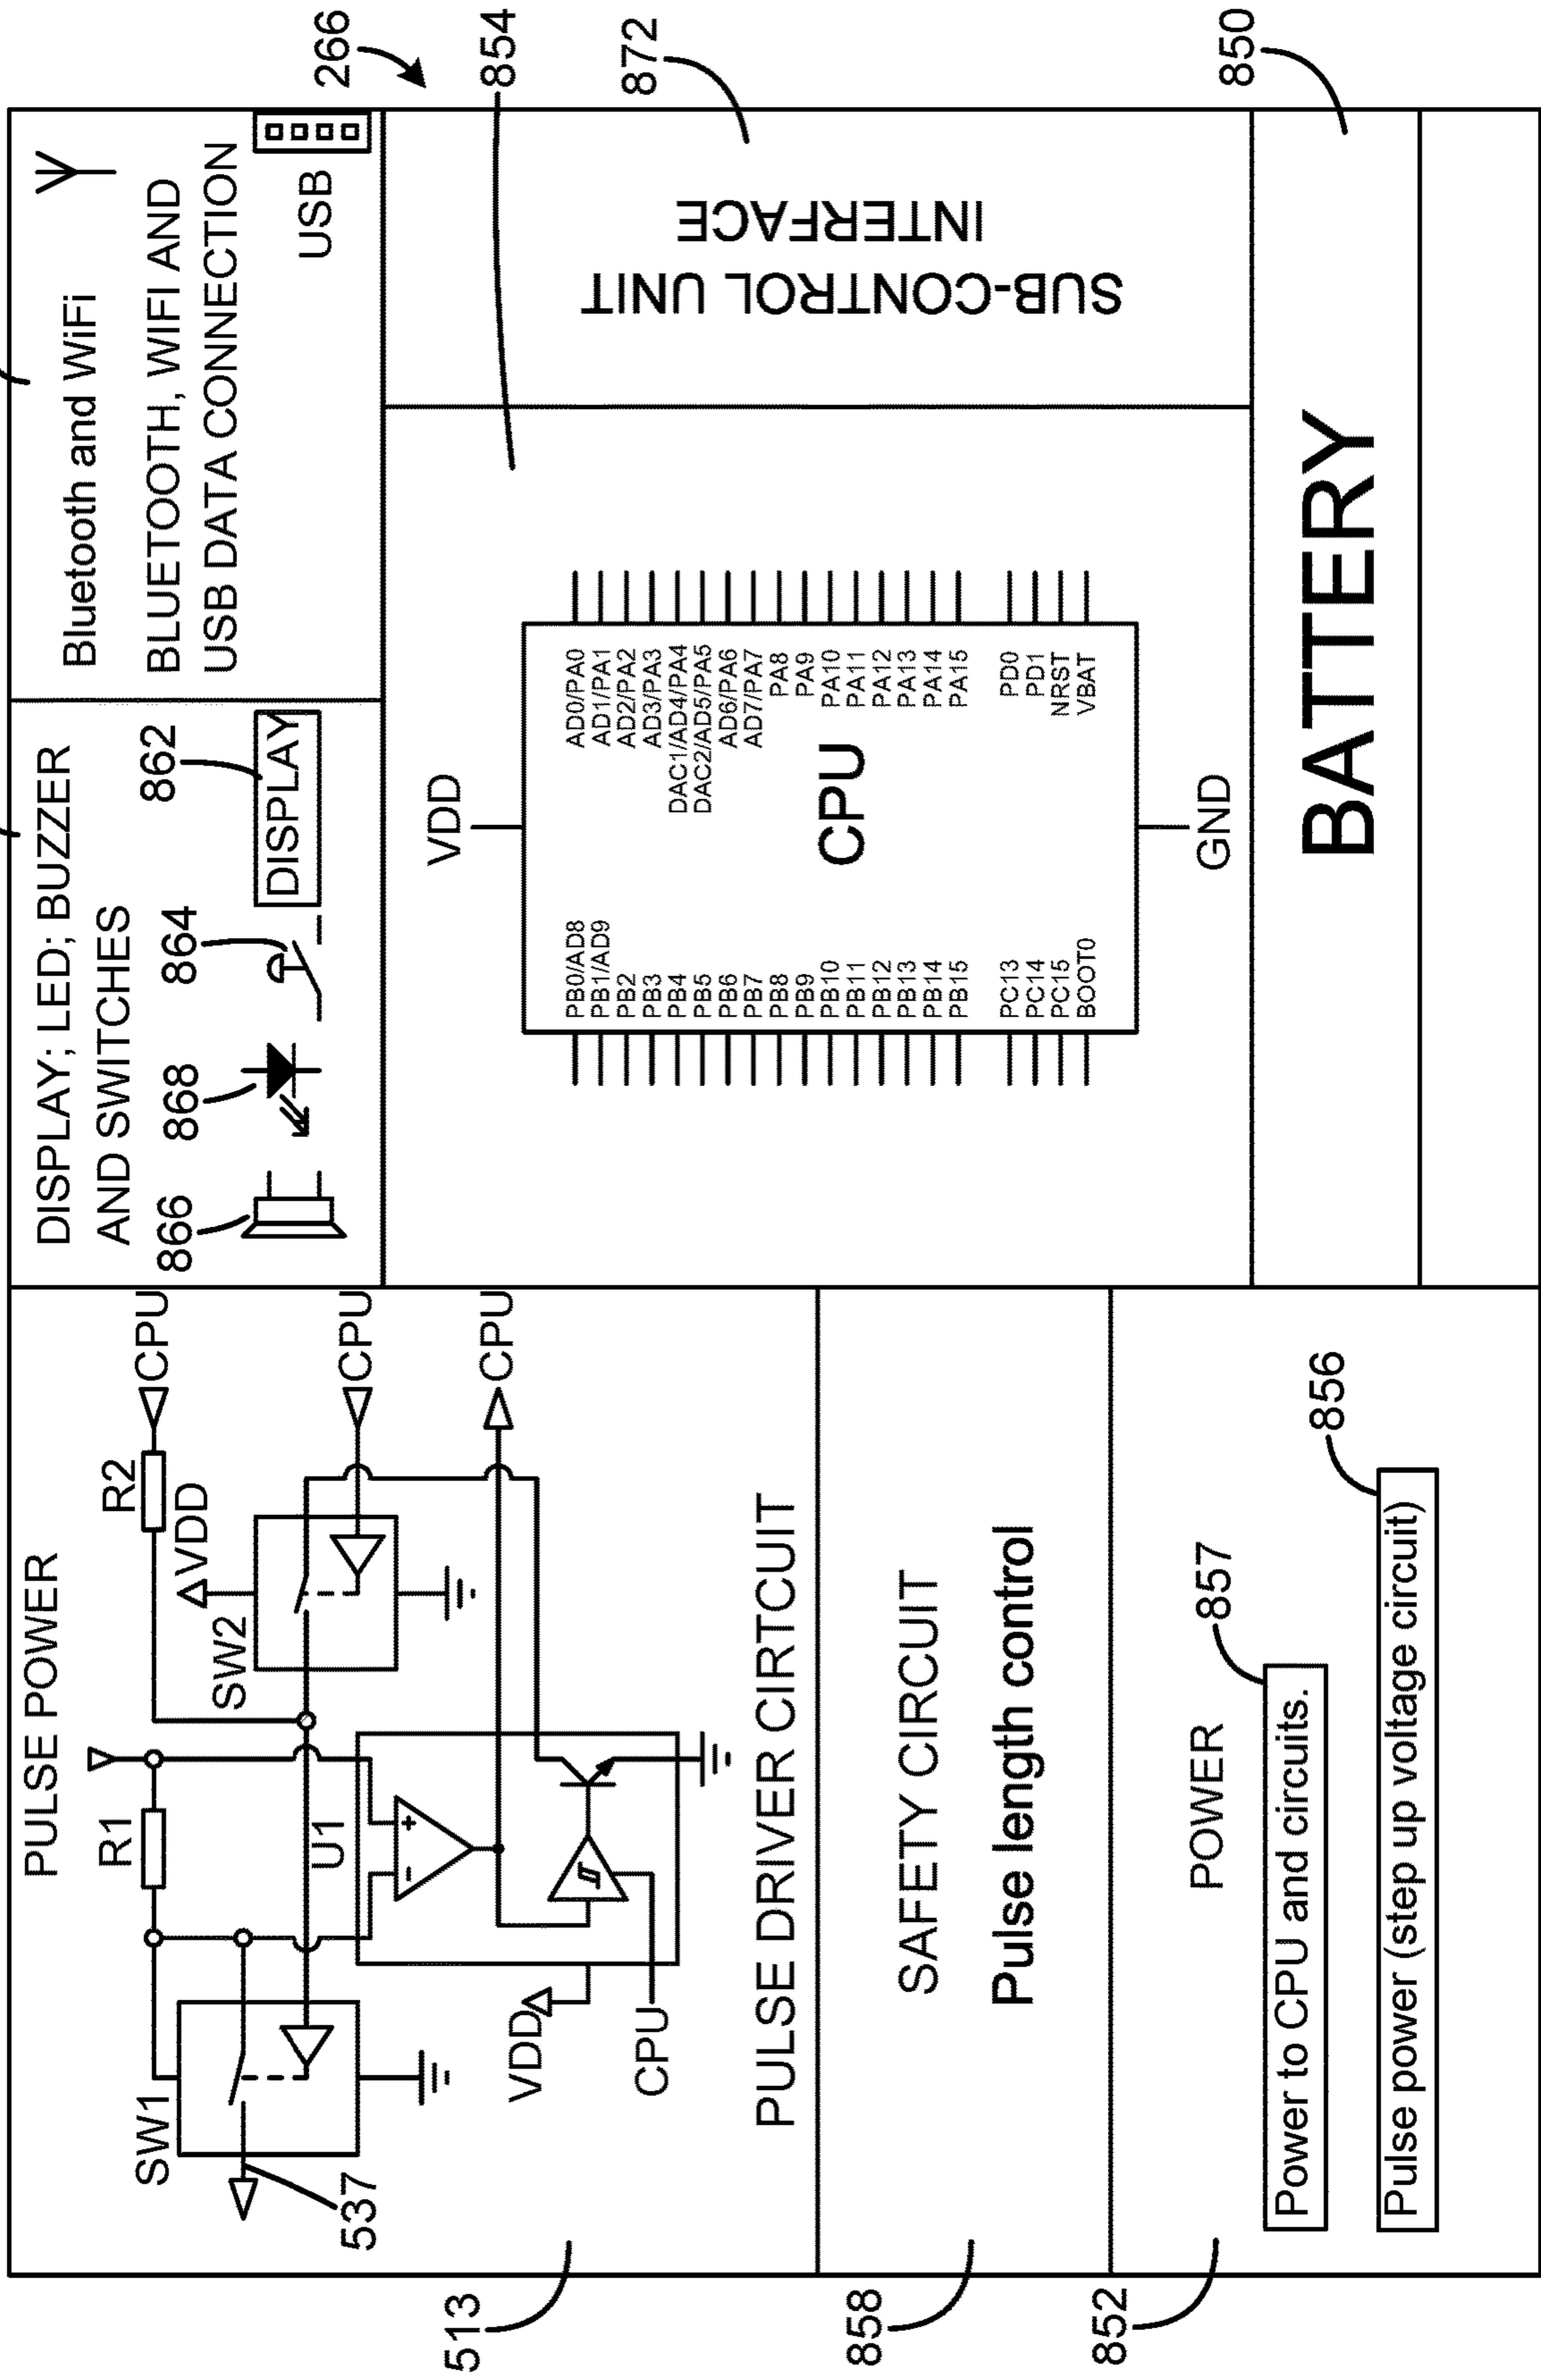 PULSE POWER
R1
R2
CPU
SW1
VDD
SW2
CPU
537
U1
CPU
VDD
CPU
PULSE DRIVER CIRTCUIT
513
SAFETY CIRCUIT
Pulse length control
858
POWER
857
Power to CPU and circuits.
856
Pulse power (step up voltage circuit)
852
DISPLAY; LED; BUZZER
AND SWITCHES
866
868
864
862
DISPLAY
Bluetooth and WiFi
BLUETOOTH, WIFI AND
USB DATA CONNECTION
USB
266
854
VDD
PB0/AD8
PB1/AD9
PB2
PB3
PB4
PB5
PB6
PB7
PB8
PB9
PB10
PB11
PB12
PB13
PB14
PB15
PC13
PC14
PC15
BOOT0
CPU
AD0/PA0
AD1/PA1
AD2/PA2
AD3/PA3
DAC1/AD4/PA4
DAC2/AD5/PA5
AD6/PA6
AD7/PA7
PA8
PA9
PA10
PA11
PA12
PA13
PA14
PA15
PD0
PD1
NRST
VBAT
GND
SUB-CONTROL UNIT
INTERFACE
872
BATTERY
850